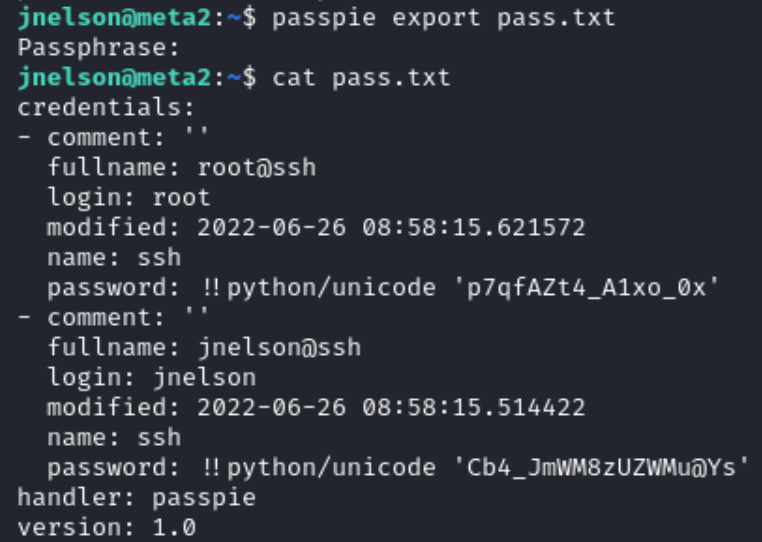 jnelson@meta2:~$ passpie export pass.txt
Passphrase:
jnelson@meta2:~$ cat pass.txt
credentials:
- comment: ''
  fullname: root@ssh
  login: root
  modified: 2022-06-26 08:58:15.621572
  name: ssh
  password: !!python/unicode 'p7qfAZt4_A1xo_0x'
- comment: ''
  fullname: jnelson@ssh
  login: jnelson
  modified: 2022-06-26 08:58:15.514422
  name: ssh
  password: !!python/unicode 'Cb4_JmWM8zUZWMu@Ys'
handler: passpie
version: 1.0